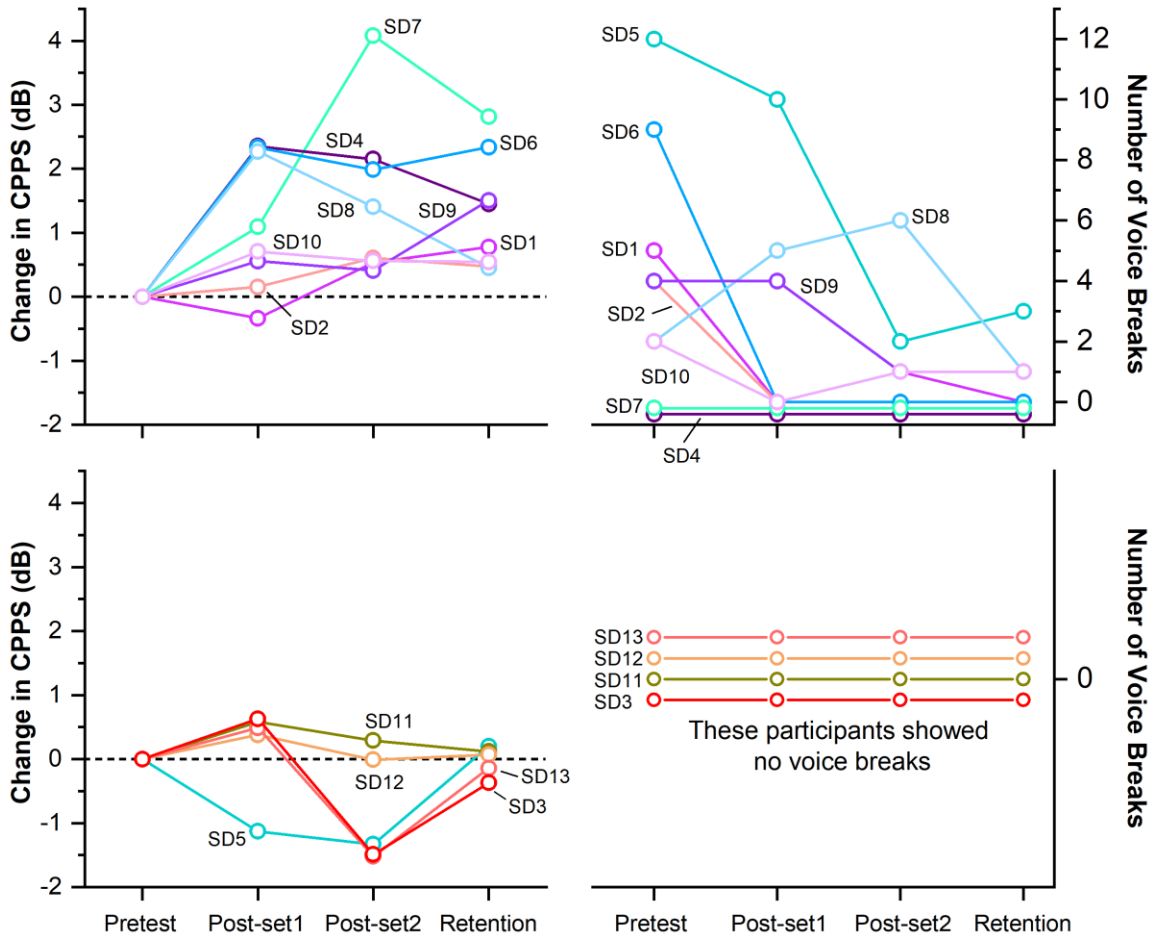 Change in CPPS (dB)
4
3
2
1
0
-1
-2
SD7
SD4
SD6
SD8
SD9
SD10
SD1
SD2
SD5
SD6
SD1
SD8
SD9
SD2
SD10
SD7
SD4
12
10
8
6
4
2
0
Number of Voice Breaks
Change in CPPS (dB)
4
3
2
1
0
-1
-2
SD11
SD12
SD13
SD3
SD5
Pretest
Post-set1
Post-set2
Retention
SD13
SD12
SD11
SD3
These participants showed
no voice breaks
0
Number of Voice Breaks
Pretest
Post-set1
Post-set2
Retention